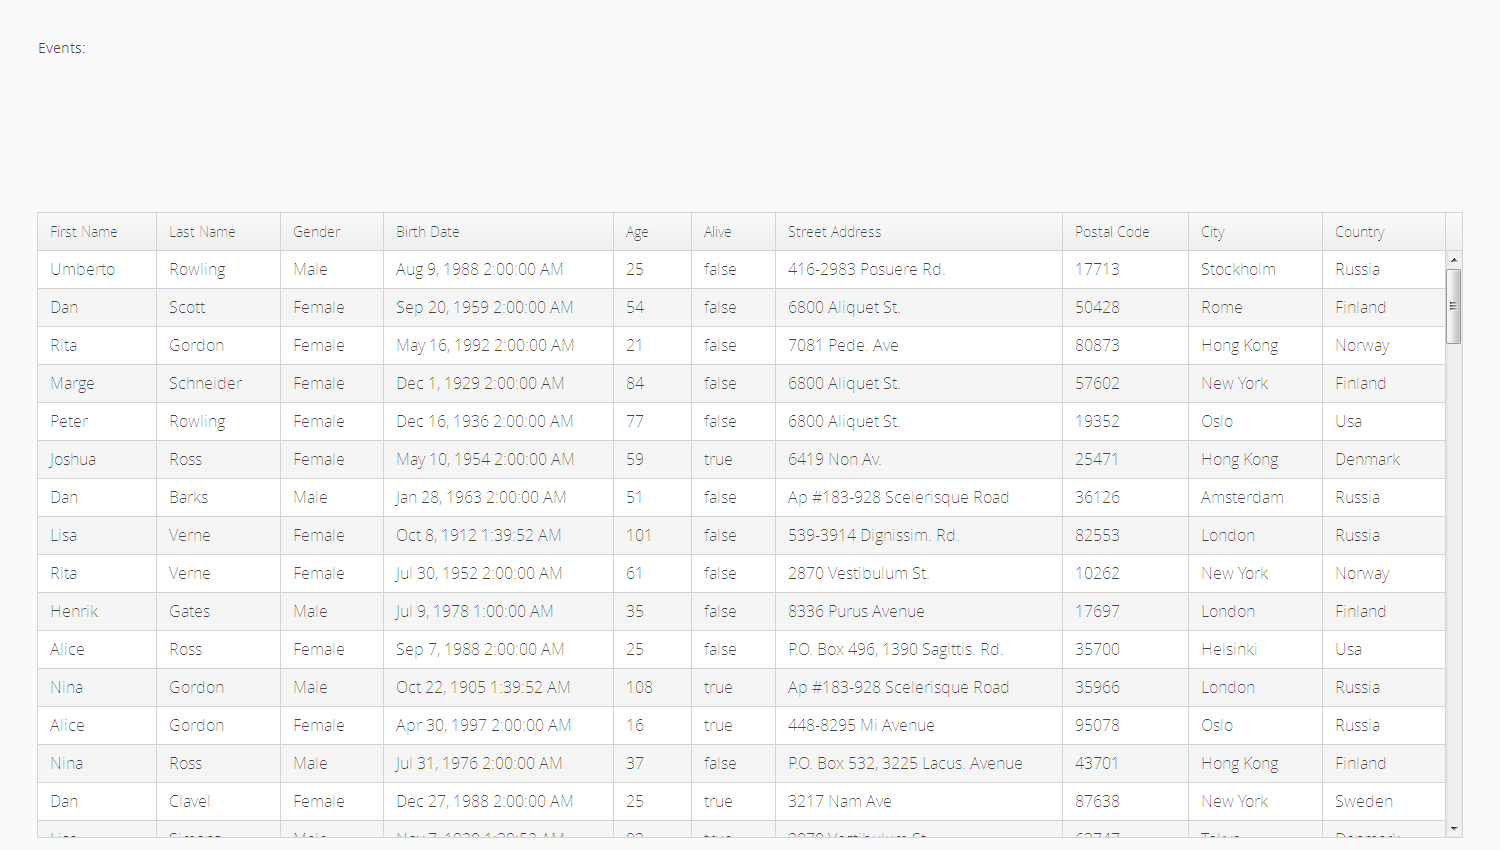 Events:
First Name Last Name Gender Birth Date Age Alive Street Address Postal Code City Country
Umberto Rowling Male Aug 9, 1988 2:00:00 AM 25 false 416-2983 Posuere Rd. 17713 Stockholm Russia
Dan Scott Female Sep 20, 1959 2:00:00 AM 54 false 6800 Aliquet St. 50428 Rome Finland
Rita Gordon Female May 16, 1992 2:00:00 AM 21 false 7081 Pede. Ave 80873 Hong Kong Norway
Marge Schneider Female Dec 1, 1929 2:00:00 AM 84 false 6800 Aliquet St. 57602 New York Finland
Peter Rowling Female Dec 16, 1936 2:00:00 AM 77 false 6800 Aliquet St. 19352 Oslo Usa
Joshua Ross Female May 10, 1954 2:00:00 AM 59 true 6419 Non Av. 25471 Hong Kong Denmark
Dan Barks Male Jan 28, 1963 2:00:00 AM 51 false Ap #183-928 Scelerisque Road 36126 Amsterdam Russia
Lisa Verne Female Oct 8, 1912 1:39:52 AM 101 false 539-3914 Dignissim. Rd. 82553 London Russia
Rita Verne Female Jul 30, 1952 2:00:00 AM 61 false 2870 Vestibulum St. 10262 New York Norway
Henrik Gates Male Jul 9, 1978 1:00:00 AM 35 false 8336 Purus Avenue 17697 London Finland
Alice Ross Female Sep 7, 1988 2:00:00 AM 25 false P.O. Box 496, 1390 Sagittis. Rd. 35700 Helsinki Usa
Nina Gordon Male Oct 22, 1905 1:39:52 AM 108 true Ap #183-928 Scelerisque Road 35966 London Russia
Alice Gordon Female Apr 30, 1997 2:00:00 AM 16 true 448-8295 Mi Avenue 95078 Oslo Russia
Nina Ross Male Jul 31, 1976 2:00:00 AM 37 false P.O. Box 532, 3225 Lacus. Avenue 43701 Hong Kong Finland
Dan Clavel Female Dec 27, 1988 2:00:00 AM 25 true 3217 Nam Ave 87638 New York Sweden